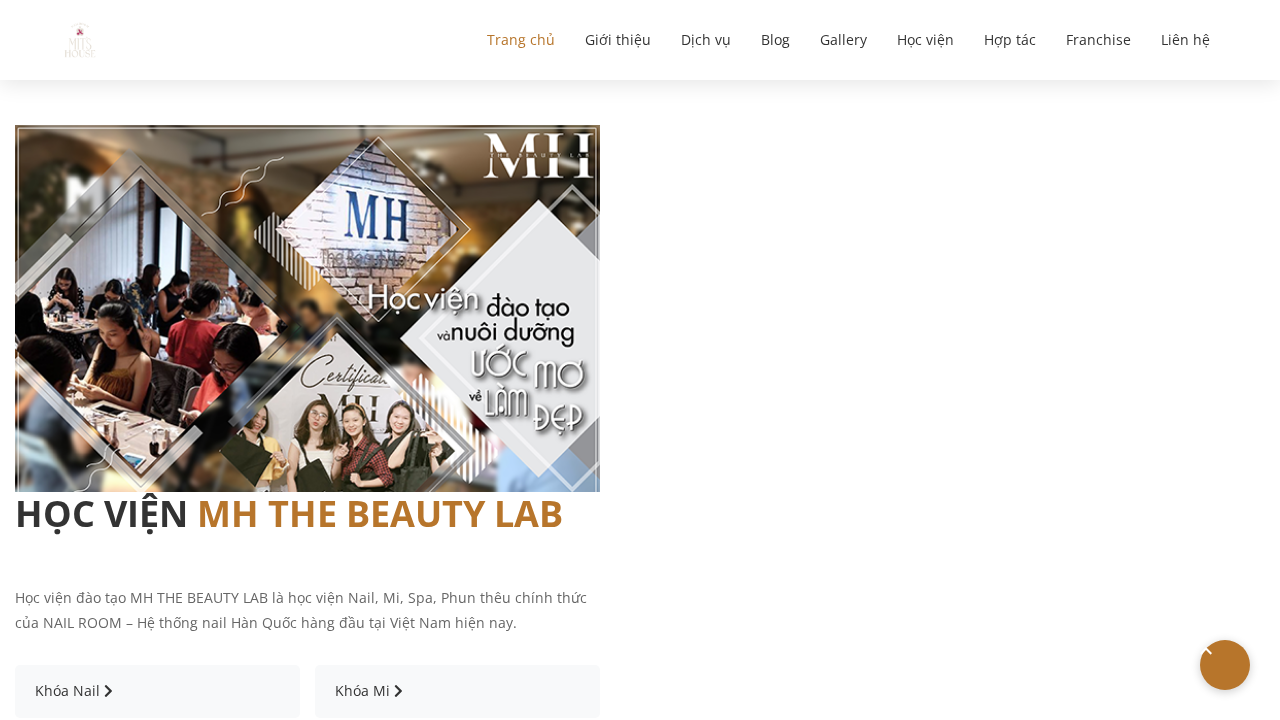 HOUSE
Trang chủ
Giới thiệu
Dịch vụ
Blog
Gallery
Học viện
Hợp tác
Franchise
Liên hệ
MH
THE BEAUTY LAB
MH
The Beauty Lab
Học viện đào tạo
và nuôi dưỡng
ƯỚC MƠ
về LÀM ĐẸP
Certificate
MH
HỌC VIỆN MH THE BEAUTY LAB
Học viện đào tạo MH THE BEAUTY LAB là học viện Nail, Mi, Spa, Phun thêu chính thức
của NAIL ROOM – Hệ thống nail Hàn Quốc hàng đầu tại Việt Nam hiện nay.
Khóa Nail
Khóa Mi